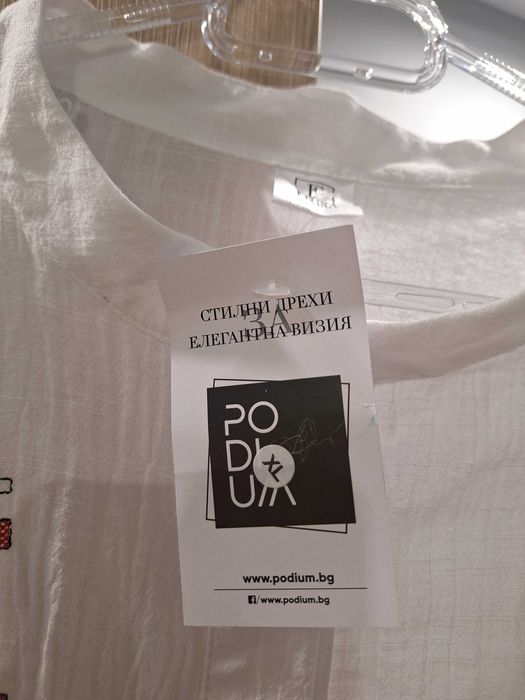 СТИЛНИ ДРЕХИ
ЗА
ЕЛЕГАНТНА ВИЗИЯ
PO
DI
UM
www.podium.bg
f/www.podium.bg